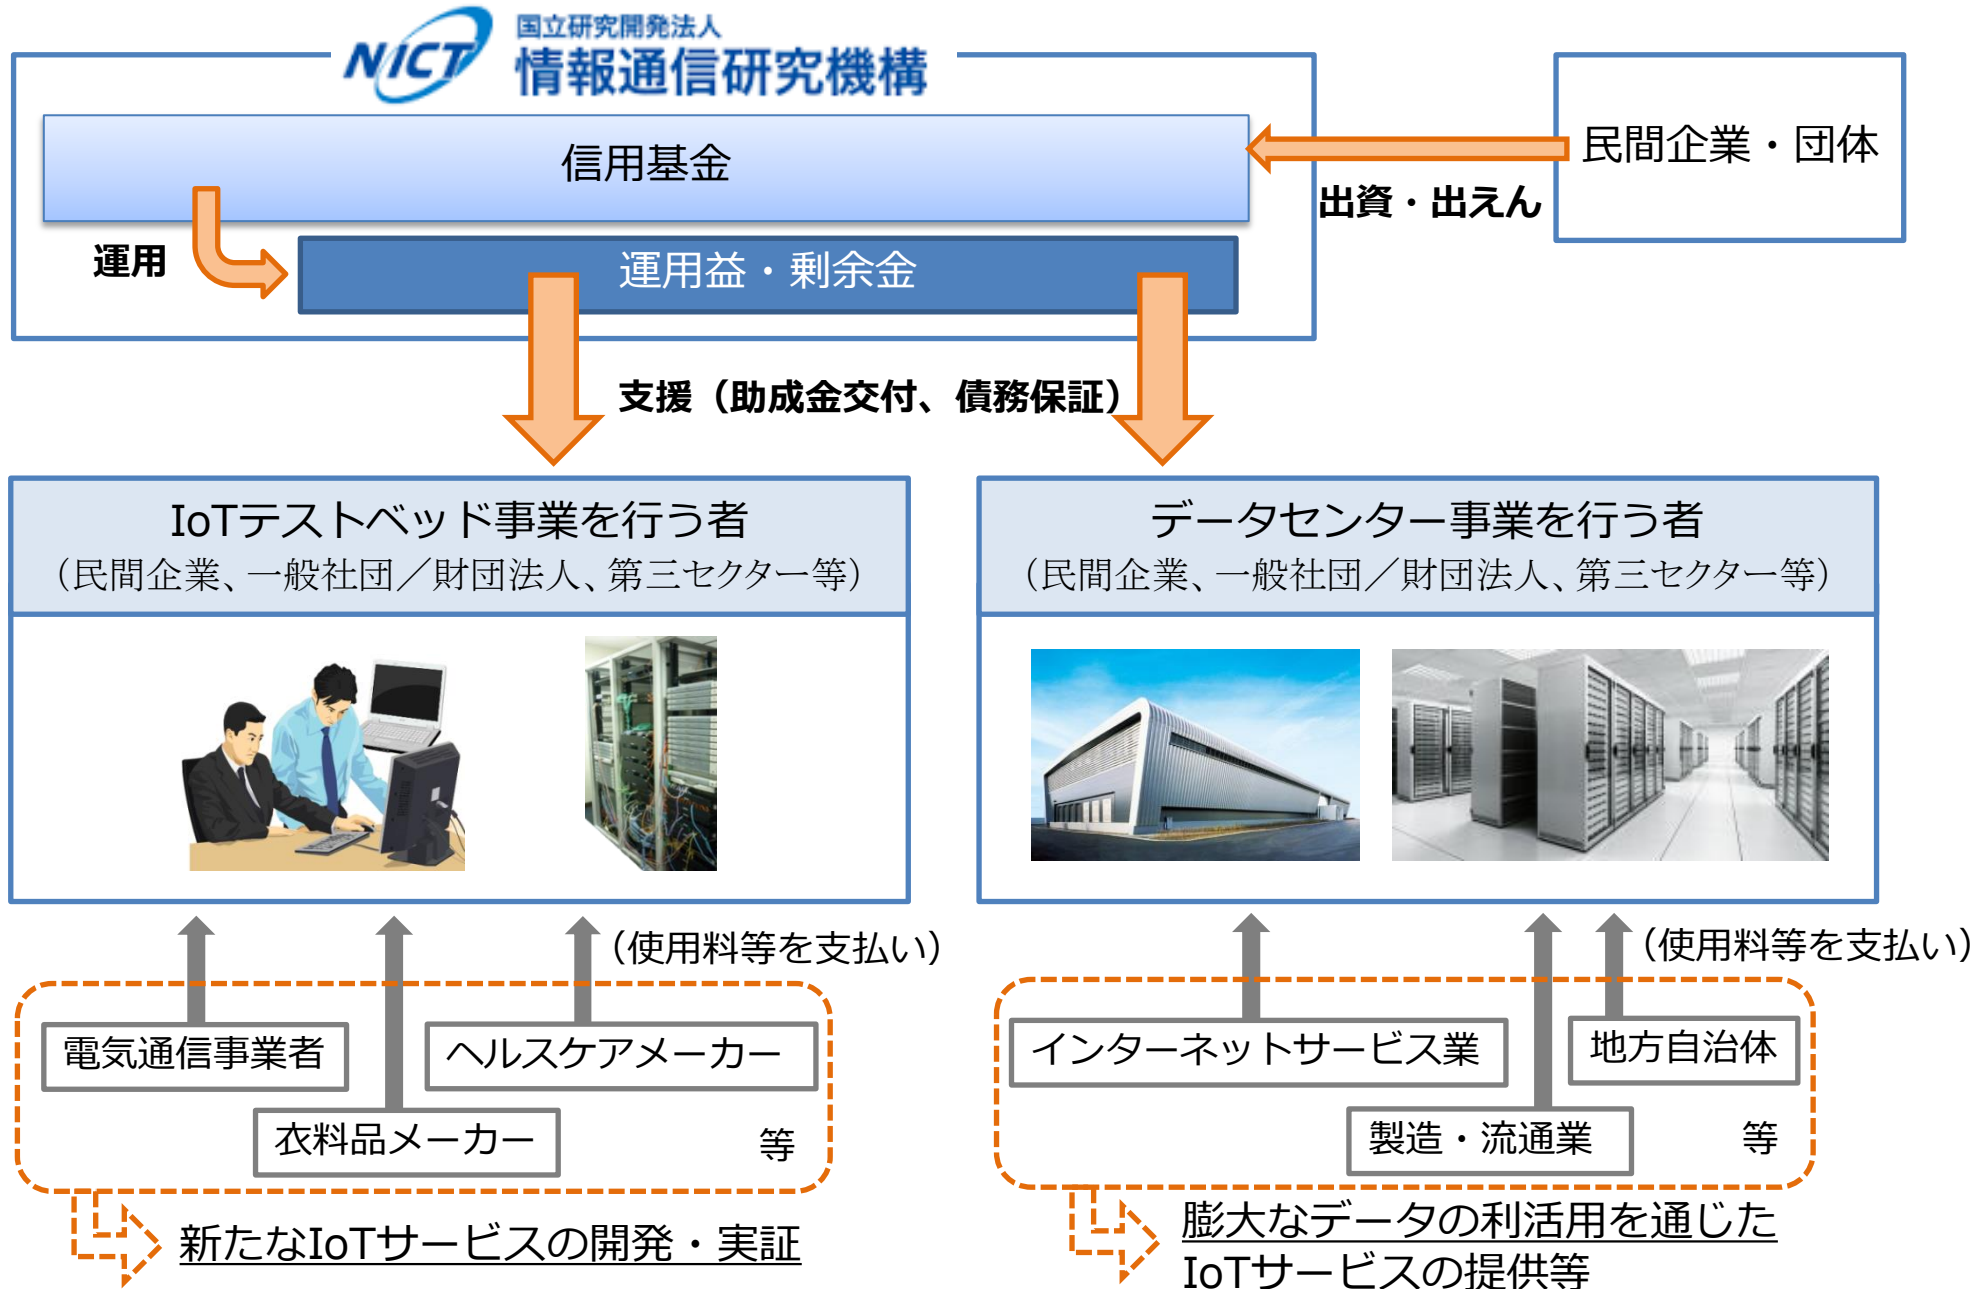 NICT
国立研究開発法人
情報通信研究機構
信用基金
民間企業・団体
出資・出えん
運用
運用益・剰余金
支援（助成金交付、債務保証）
IoTテストベッド事業を行う者
（民間企業、一般社団／財団法人、第三セクター等）
データセンター事業を行う者
（民間企業、一般社団／財団法人、第三セクター等）
（使用料等を支払い）
電気通信事業者
ヘルスケアメーカー
衣料品メーカー
等
新たなIoTサービスの開発・実証
（使用料等を支払い）
インターネットサービス業
地方自治体
製造・流通業
等
膨大なデータの利活用を通じた
IoTサービスの提供等